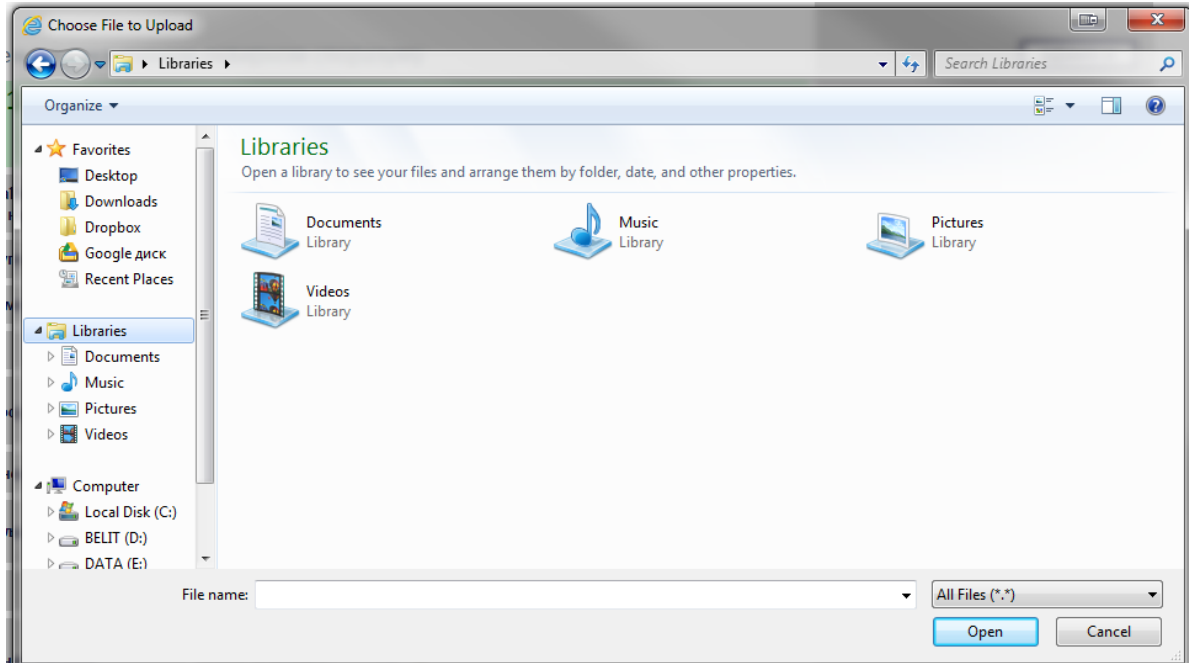 Choose File to Upload
Libraries
Search Libraries
Organize
Favorites
Desktop
Downloads
Dropbox
Google диск
Recent Places
Libraries
Documents
Music
Pictures
Videos
Computer
Local Disk (C:)
BELIT (D:)
DATA (E:)
Libraries
Open a library to see your files and arrange them by folder, date, and other properties.
Documents
Library
Music
Library
Pictures
Library
Videos
Library
File name:
All Files (*.*)
Open
Cancel